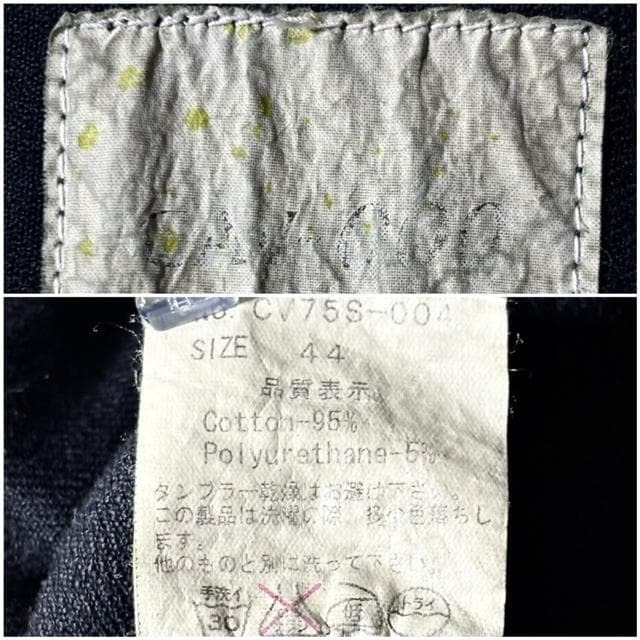 CV75S-004
SIZE 44
品質表示
Cotton-95%
Polyurethane-5%
タンブラー乾燥はお避け下さい。
この製品は洗濯の際、多少色落ちし
ます。
他のものと別に洗って下さい。
手洗イ ドライ
30